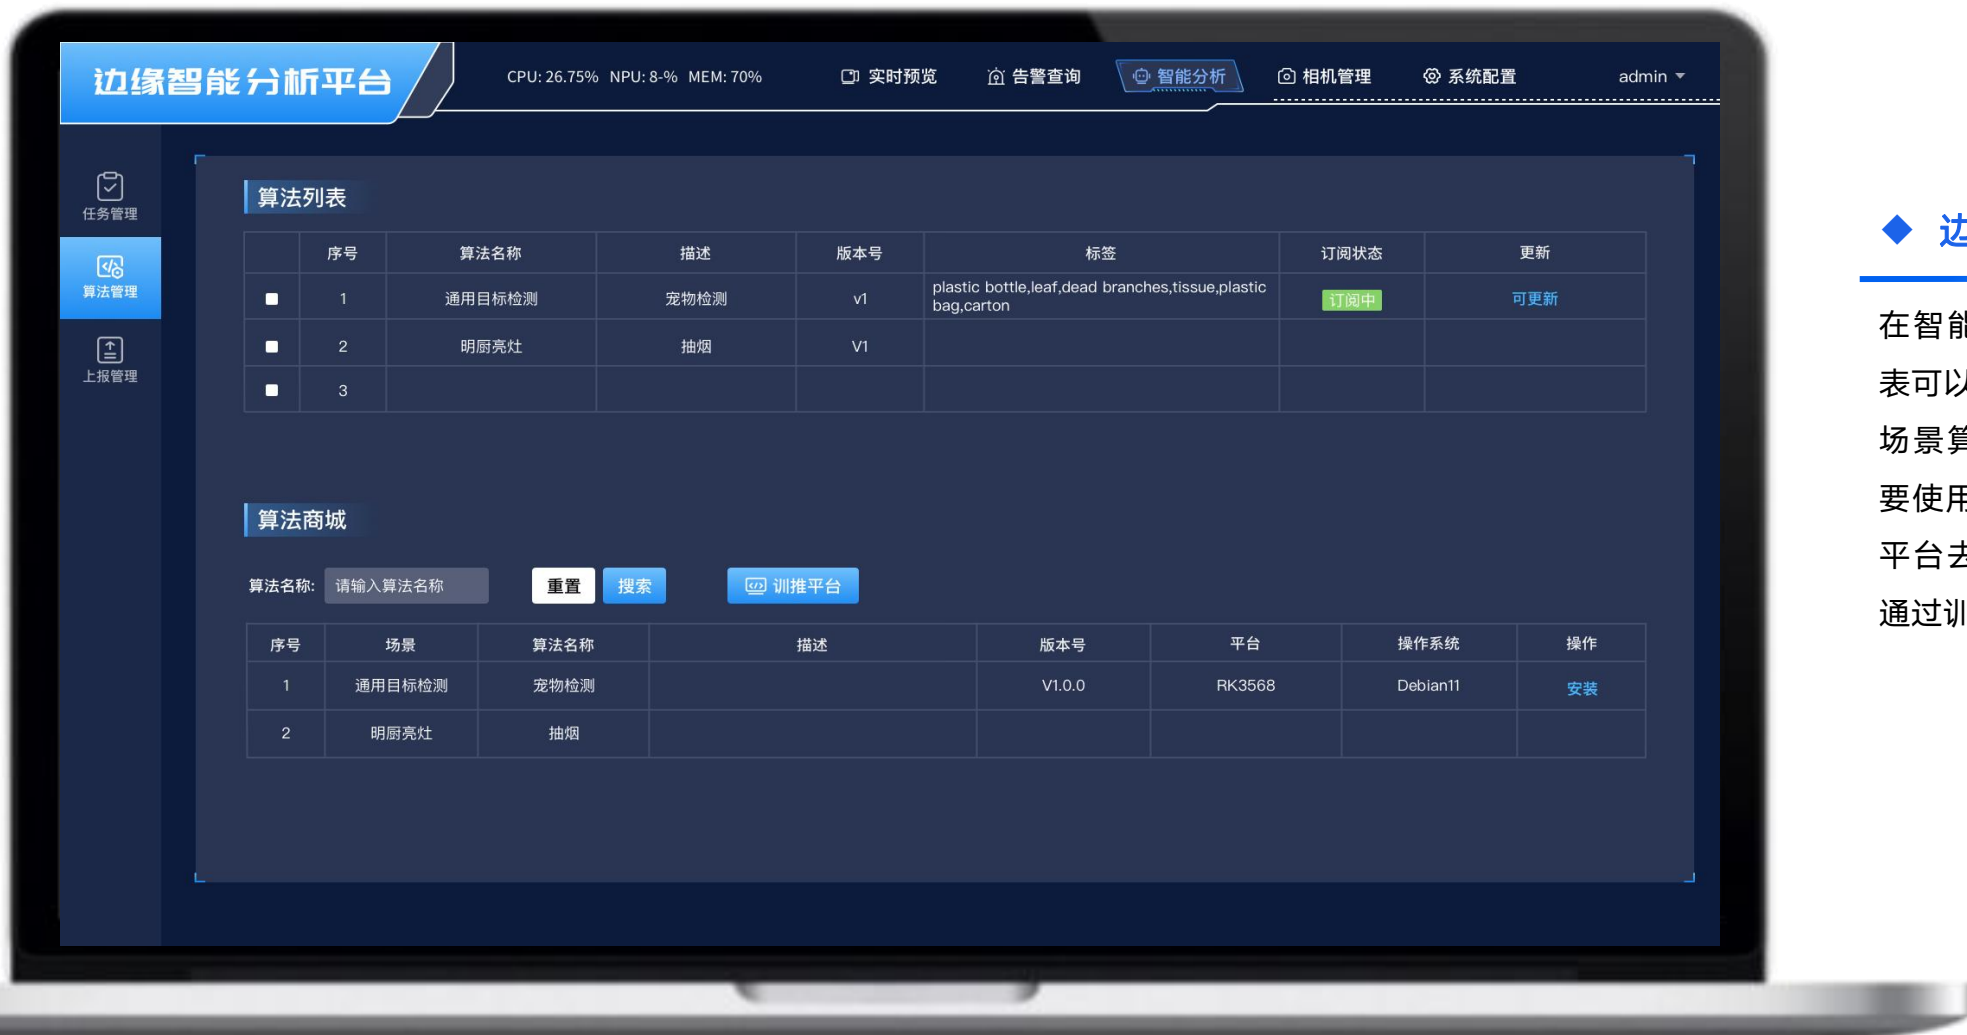 边缘智能分析平台
CPU: 26.75% NPU: 8-% MEM: 70%
实时预览 告警查询 智能分析 相机管理 系统配置 admin
任务管理
算法管理
上报管理
算法列表
序号 算法名称 描述 版本号 标签 订阅状态 更新
1 通用目标检测 宠物检测 v1 plastic bottle,leaf,dead branches,tissue,plastic bag,carton 订阅中 可更新
2 明厨亮灶 抽烟 V1
3
算法商城
算法名称: 请输入算法名称 重置 搜索 训推平台
序号 场景 算法名称 描述 版本号 平台 操作系统 操作
1 通用目标检测 宠物检测 V1.0.0 RK3568 Debian11 安装
2 明厨亮灶 抽烟
边
在智能
表可以
场景算
要使用
平台去
通过训